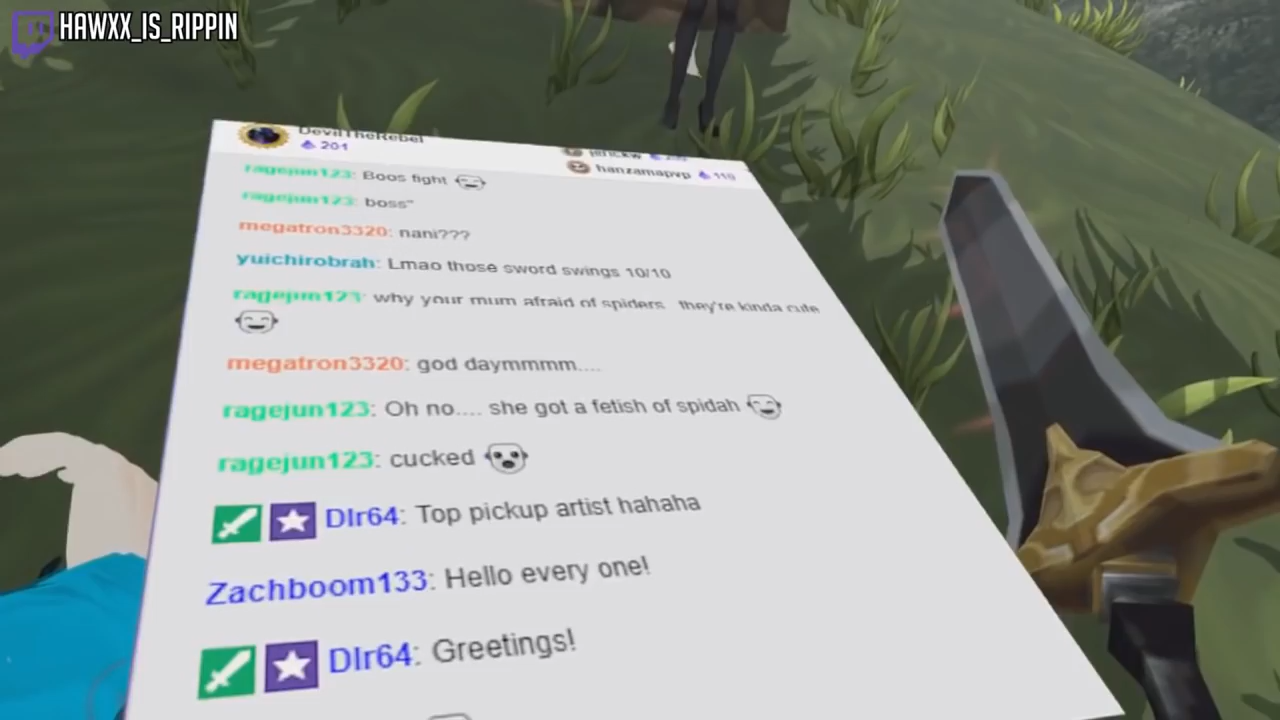 HAWXX_IS_RIPPIN
DevilTheRebel
201
hanzamapvp 110
ragejun123: Boos fight
ragejun123: boss"
megatron3320: nani???
yuichirobrah: Lmao those sword swings 10/10
ragejun123: why your mum afraid of spiders they're kinda cute
megatron3320: god daymmmm....
ragejun123: Oh no.... she got a fetish of spidah
ragejun123: cucked
Dlr64: Top pickup artist hahaha
Zachboom133: Hello every one!
Dlr64: Greetings!